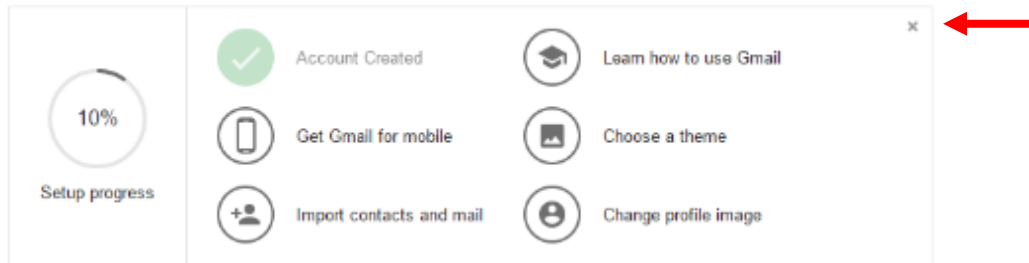 10%
Setup progress
Account Created
Learn how to use Gmail
Get Gmail for mobile
Choose a theme
Import contacts and mail
Change profile image